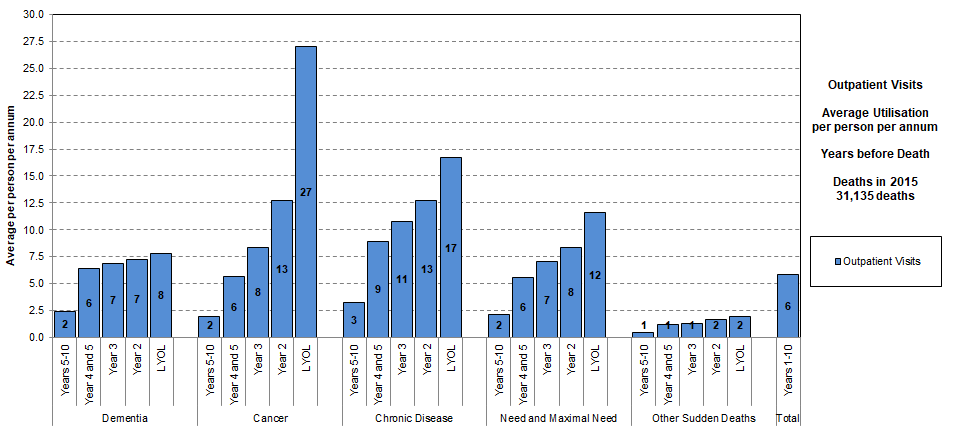 30.0
27.5
25.0
22.5
20.0
17.5
15.0
12.5
10.0
7.5
5.0
2.5
0.0
Average per person per annum
2
6
7
7
8
2
6
8
13
27
3
9
11
13
17
2
6
7
8
12
1
1
1
2
2
6
Years 5-10
Year 4 and 5
Year 3
Year 2
LYOL
Years 5-10
Year 4 and 5
Year 3
Year 2
LYOL
Years 5-10
Year 4 and 5
Year 3
Year 2
LYOL
Years 5-10
Year 4 and 5
Year 3
Year 2
LYOL
Years 5-10
Year 4 and 5
Year 3
Year 2
LYOL
Years 1-10
Dementia
Cancer
Chronic Disease
Need and Maximal Need
Other Sudden Deaths
Total
Outpatient Visits
Average Utilisation
per person per annum
Years before Death
Deaths in 2015
31,135 deaths
Outpatient Visits